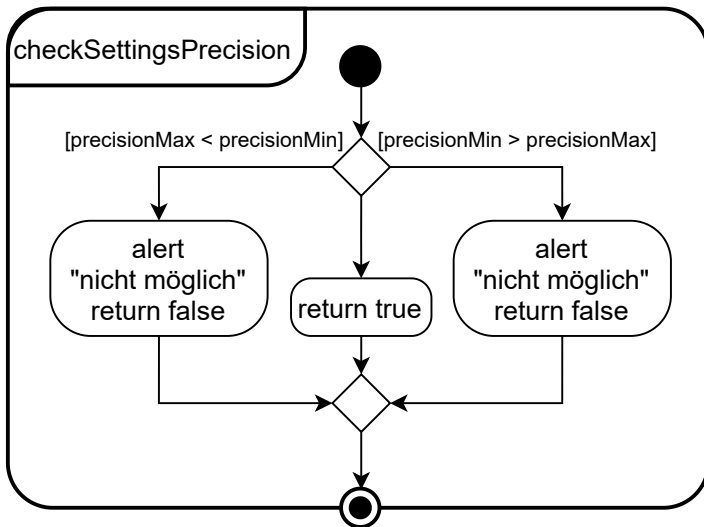 checkSettingsPrecision
[precisionMax < precisionMin]
[precisionMin > precisionMax]
alert
"nicht möglich"
return false
return true
alert
"nicht möglich"
return false